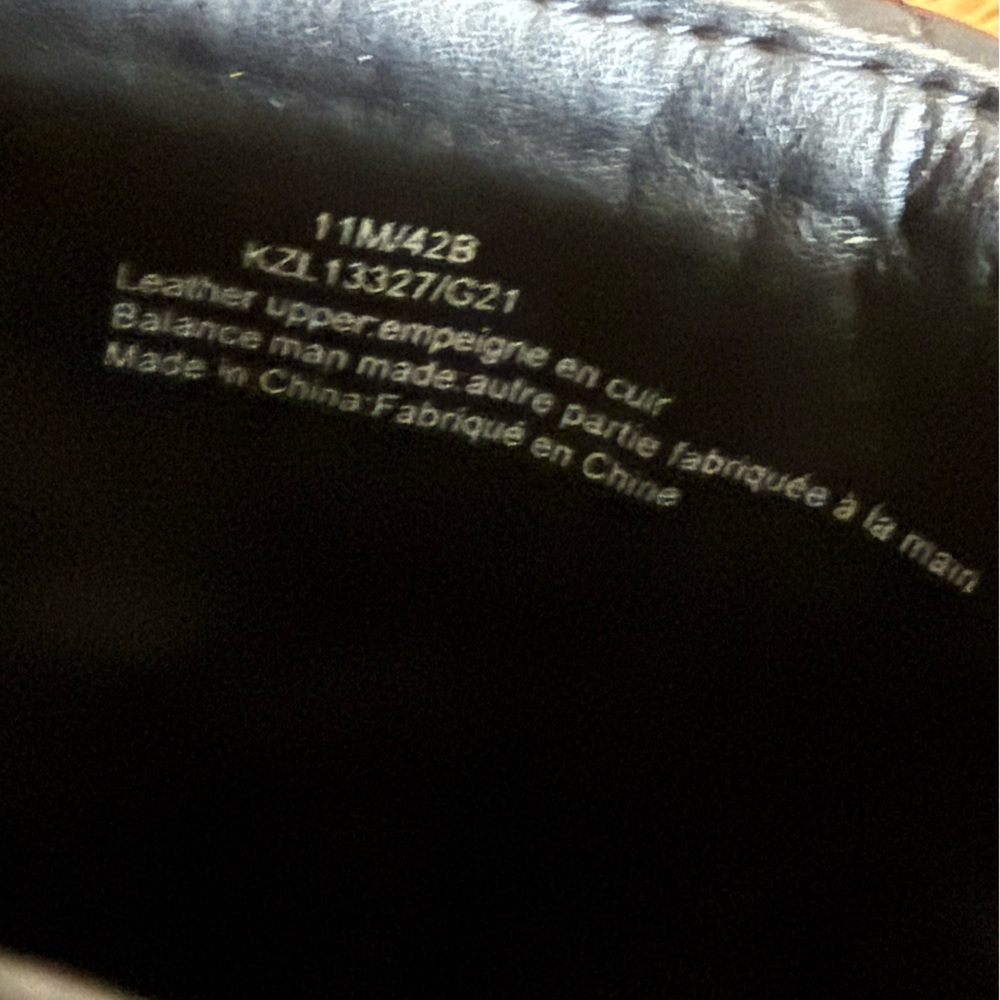 11M/42B
KZL13327/G21
Leather upper:empeigne en cuir
Balance man made:autre partie fabriquée à la main
Made in China:Fabriqué en Chine